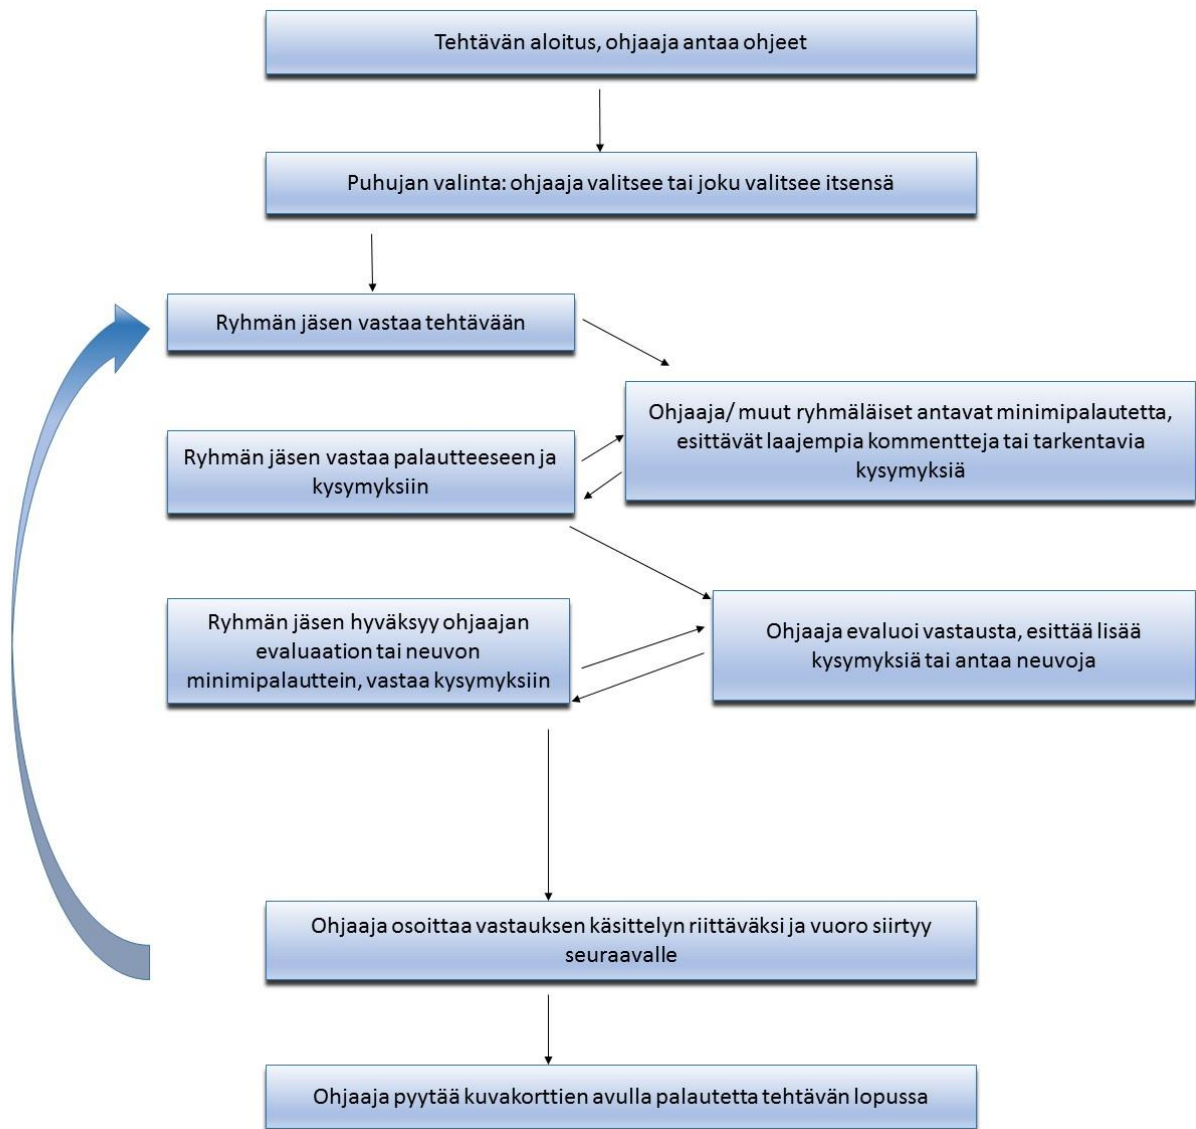 Tehtävän aloitus, ohjaaja antaa ohjeet
Puhujan valinta: ohjaaja valitsee tai joku valitsee itsensä
Ryhmän jäsen vastaa tehtävään
Ohjaaja/ muut ryhmäläiset antavat minimipalautetta,
esittävät laajempia kommentteja tai tarkentavia
kysymyksiä
Ryhmän jäsen vastaa palautteeseen ja
kysymyksiin
Ohjaaja evaluoi vastausta, esittää lisää
kysymyksiä tai antaa neuvoja
Ryhmän jäsen hyväksyy ohjaajan
evaluaation tai neuvon
minimipalauttein, vastaa kysymyksiin
Ohjaaja osoittaa vastauksen käsittelyn riittäväksi ja vuoro siirtyy
seuraavalle
Ohjaaja pyytää kuvakorttien avulla palautetta tehtävän lopussa